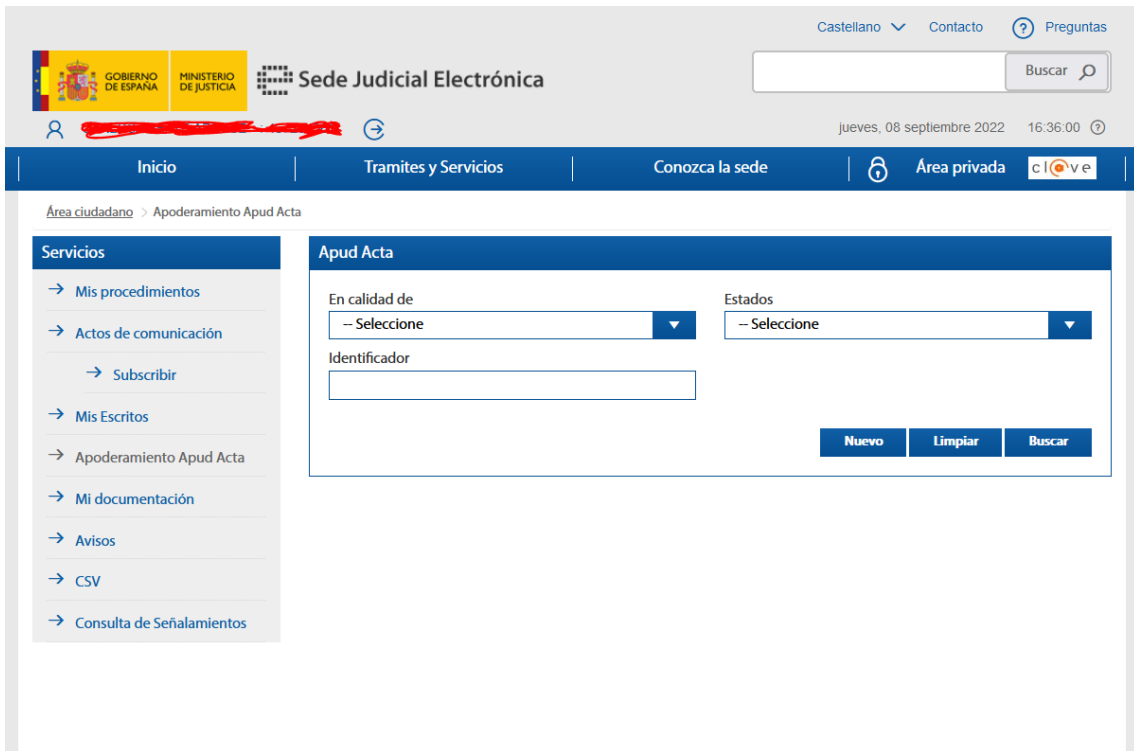 Castellano Contacto ? Preguntas
GOBIERNO DE ESPAÑA
MINISTERIO DE JUSTICIA
Sede Judicial Electrónica
Buscar
jueves, 08 septiembre 2022 16:36:00 ?
Inicio Tramites y Servicios Conozca la sede Área privada cl@ve
Área ciudadano > Apoderamiento Apud Acta
Servicios
Mis procedimientos
Actos de comunicación
Subscribir
Mis Escritos
Apoderamiento Apud Acta
Mi documentación
Avisos
CSV
Consulta de Señalamientos
Apud Acta
En calidad de Estados
-- Seleccione -- Seleccione
Identificador
Nuevo Limpiar Buscar